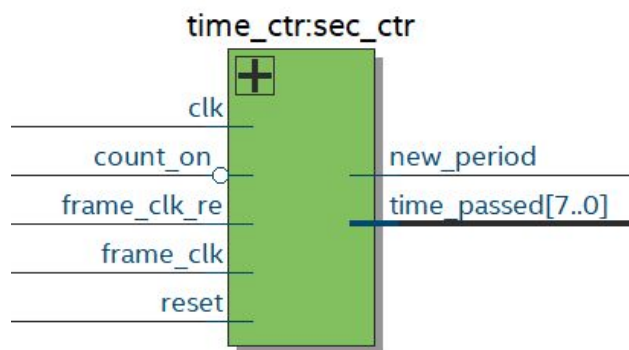 time_ctr:sec_ctr
clk
count_on
new_period
frame_clk_re
time_passed[7..0]
frame_clk
reset